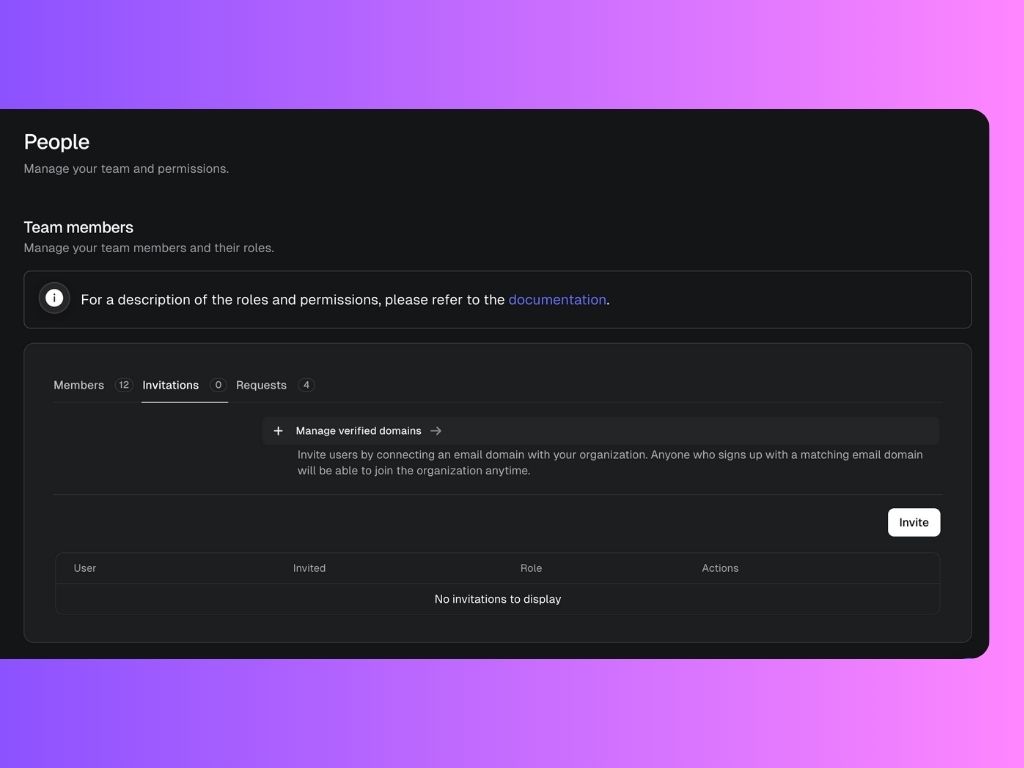 People
Manage your team and permissions.
Team members
Manage your team members and their roles.
For a description of the roles and permissions, please refer to the documentation.
Members 12 Invitations 0 Requests 4
Manage verified domains
Invite users by connecting an email domain with your organization. Anyone who signs up with a matching email domain
will be able to join the organization anytime.
Invite
User Invited Role Actions
No invitations to display